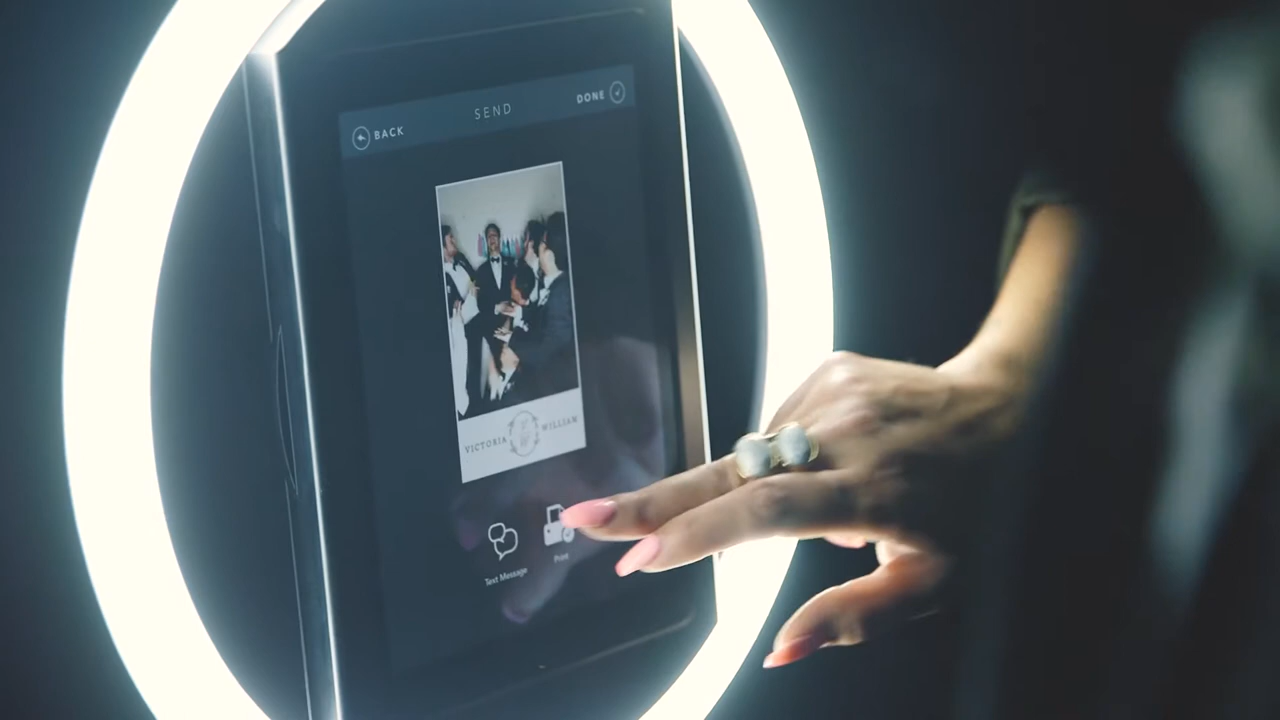 BACK
SEND
DONE
VICTORIA WILLIAM
Text Message
Print